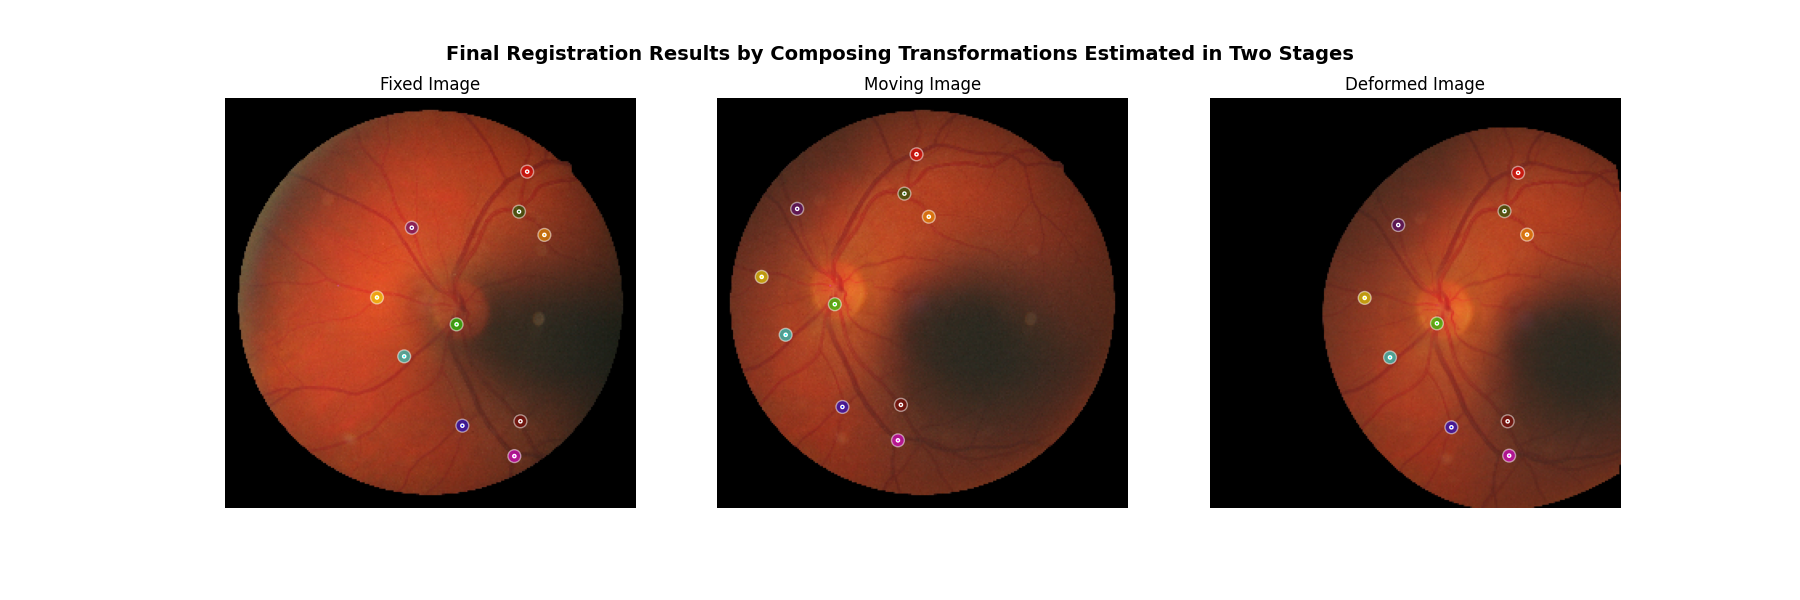 Final Registration Results by Composing Transformations Estimated in Two Stages
Fixed Image
Moving Image
Deformed Image